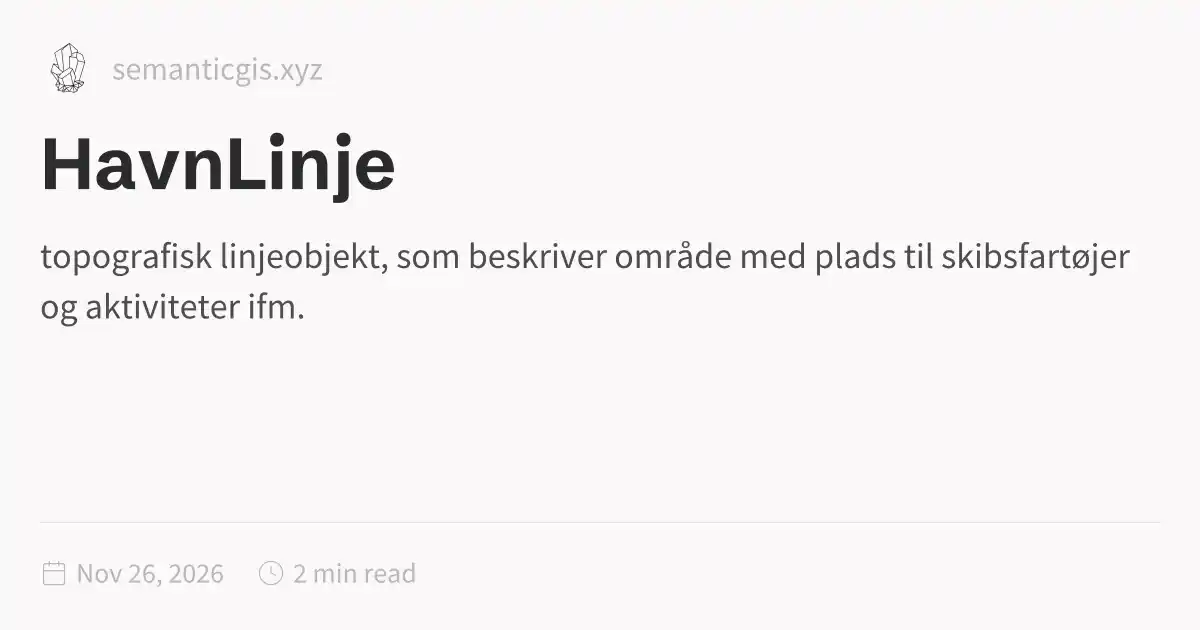 semanticgis.xyz
HavnLinje
topografisk linjeobjekt, som beskriver område med plads til skibsfartøjer
og aktiviteter ifm.
Nov 26, 2026 2 min read